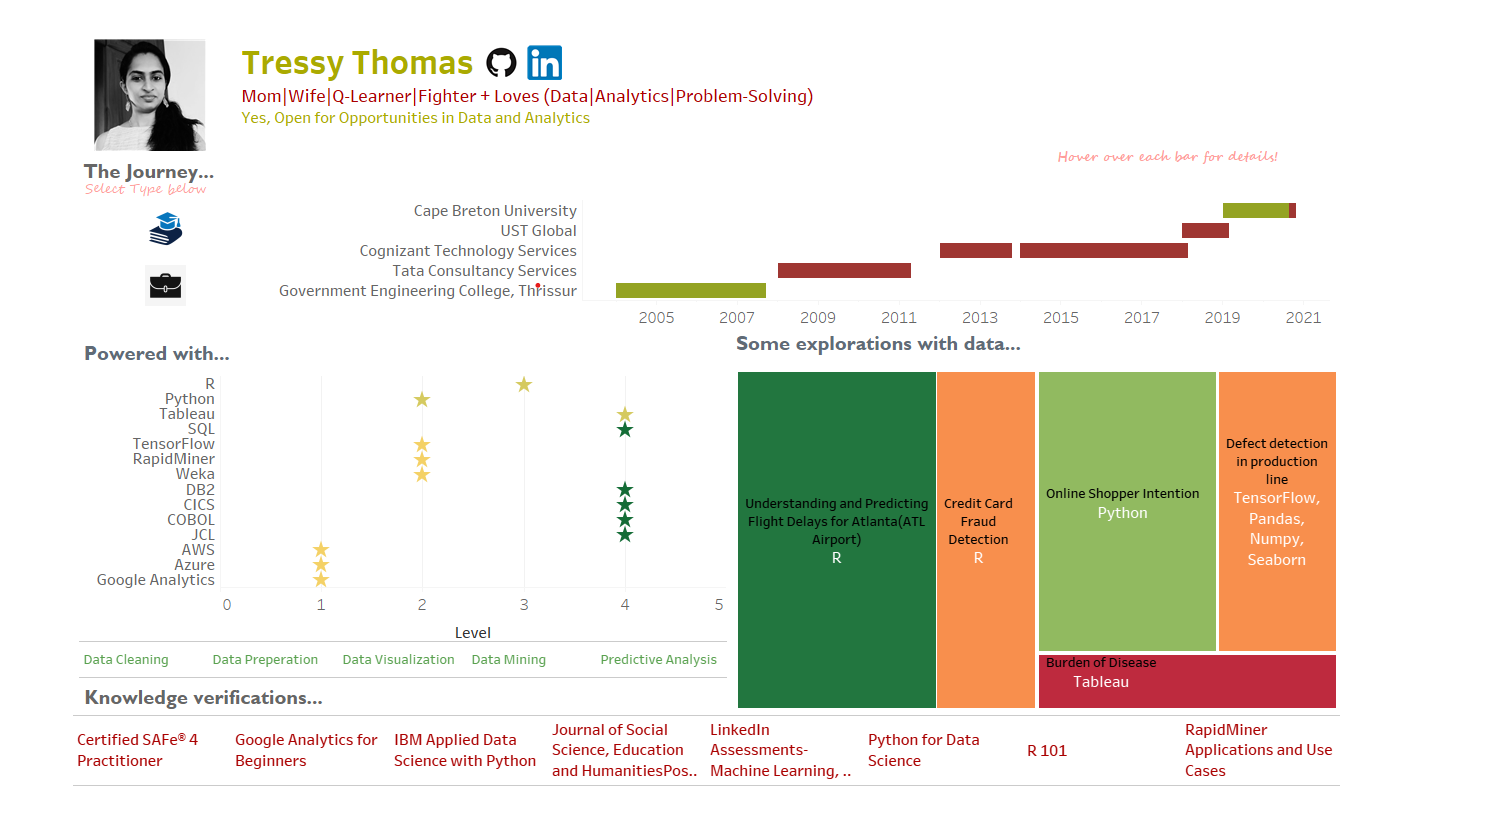 Tressy Thomas
in
Mom|Wife|Q-Learner|Fighter + Loves (Data|Analytics|Problem-Solving)
Yes, Open for Opportunities in Data and Analytics
The Journey...
Select Type below
Hover over each bar for details!
Cape Breton University
UST Global
Cognizant Technology Services
Tata Consultancy Services
Government Engineering College, Thrissur
2005 2007 2009 2011 2013 2015 2017 2019 2021
Powered with...
R
Python
Tableau
SQL
TensorFlow
RapidMiner
Weka
DB2
CICS
COBOL
JCL
AWS
Azure
Google Analytics
0 1 2 3 4 5
Level
Data Cleaning Data Preperation Data Visualization Data Mining Predictive Analysis
Some explorations with data...
Understanding and Predicting
Flight Delays for Atlanta(ATL
Airport)
R
Credit Card
Fraud
Detection
R
Online Shopper Intention
Python
Defect detection
in production
line
TensorFlow,
Pandas,
Numpy,
Seaborn
Burden of Disease
Tableau
Knowledge verifications...
Certified SAFe® 4
Practitioner
Google Analytics for
Beginners
IBM Applied Data
Science with Python
Journal of Social
Science, Education
and HumanitiesPos..
LinkedIn
Assessments-
Machine Learning, ..
Python for Data
Science
R 101
RapidMiner
Applications and Use
Cases